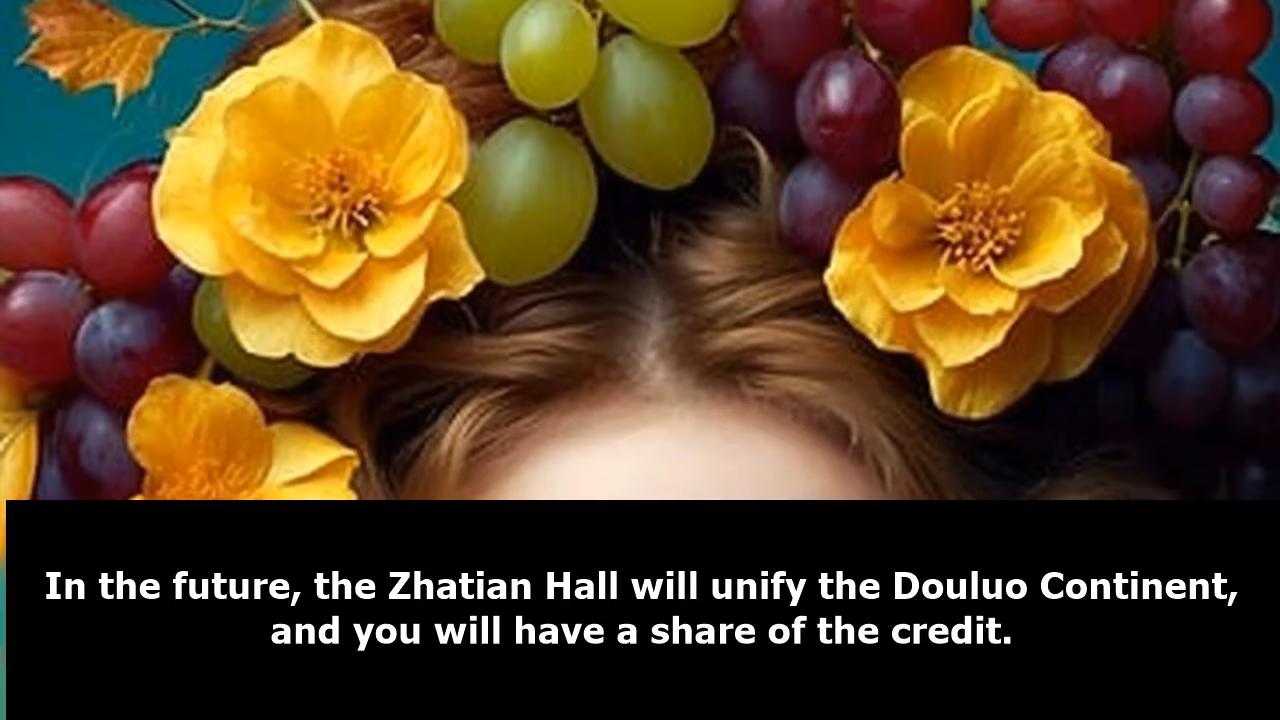 In the future, the Zhatian Hall will unify the Douluo Continent,
and you will have a share of the credit.